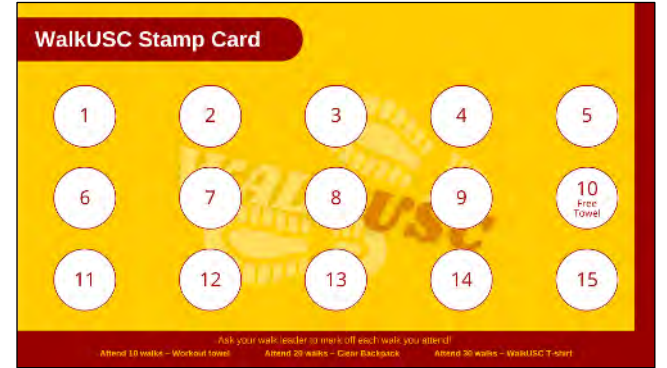 WalkUSC Stamp Card
1 2 3 4 5
6 7 8 9 10
Free
Towel
WALK USC
11 12 13 14 15
Ask your walk leader to mark off each walk you attend!
Attend 10 walks – Workout towel Attend 20 walks – Clear Backpack Attend 30 walks – WalkUSC T-shirt